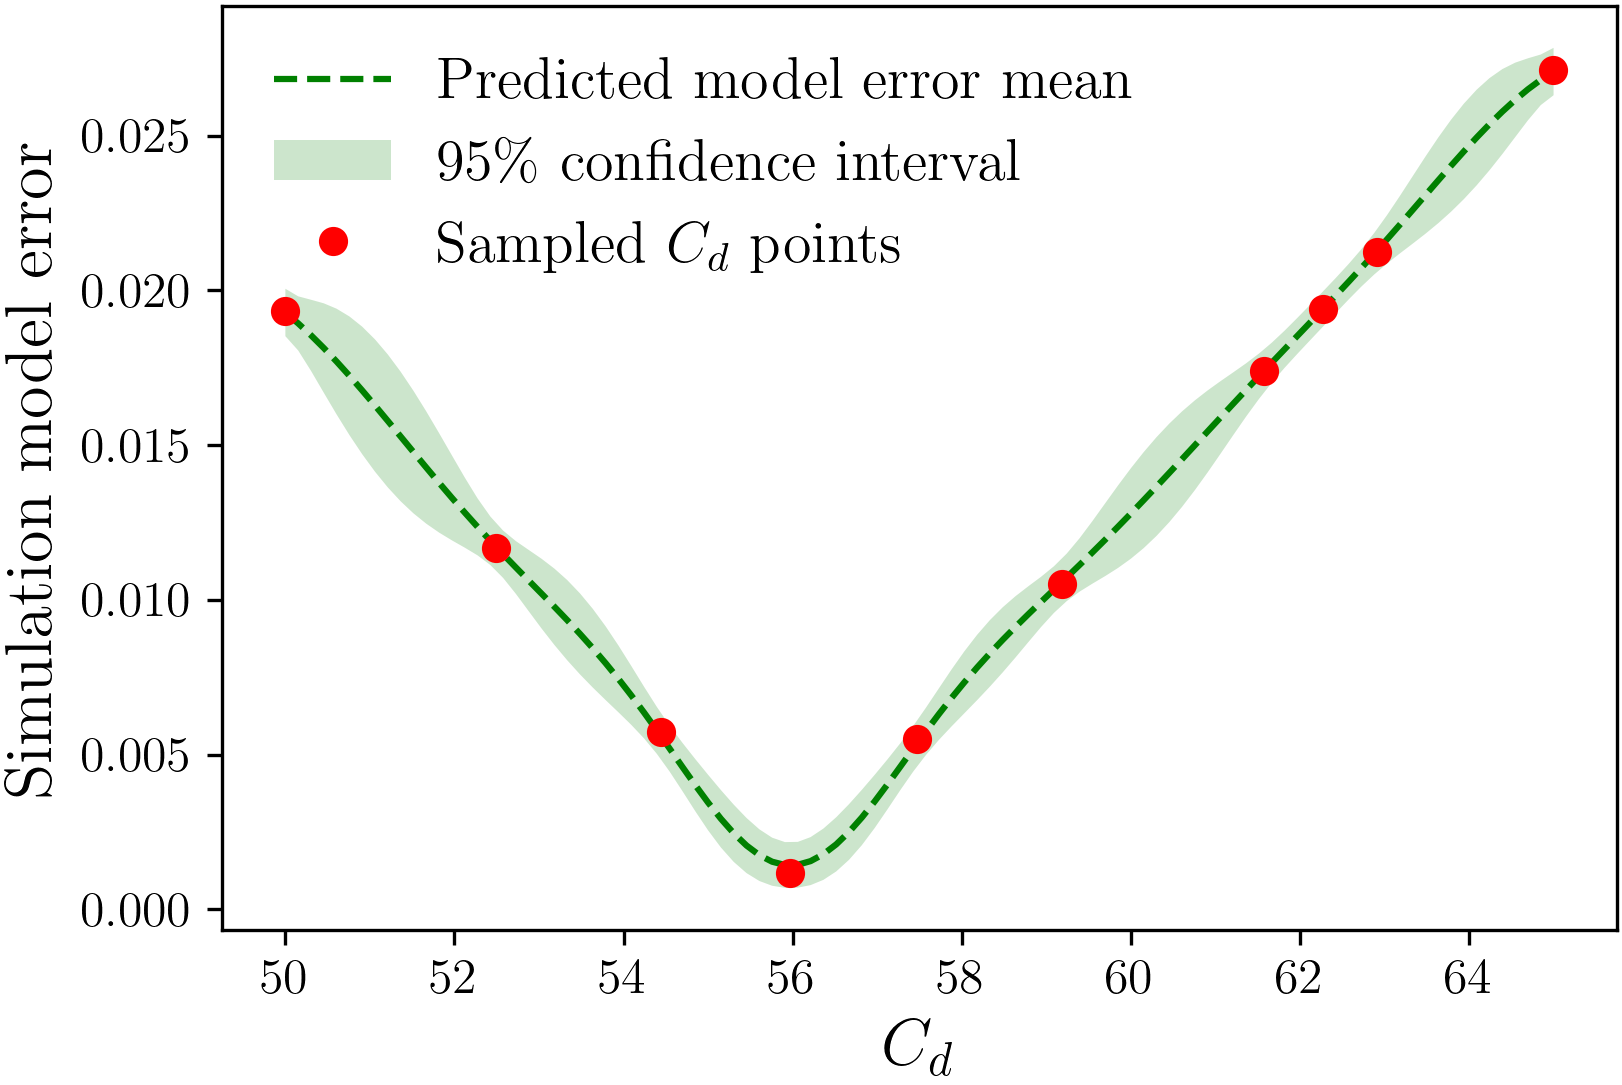 Predicted model error mean
95% confidence interval
Sampled C_d points
Simulation model error
0.025
0.020
0.015
0.010
0.005
0.000
50 52 54 56 58 60 62 64
C_d